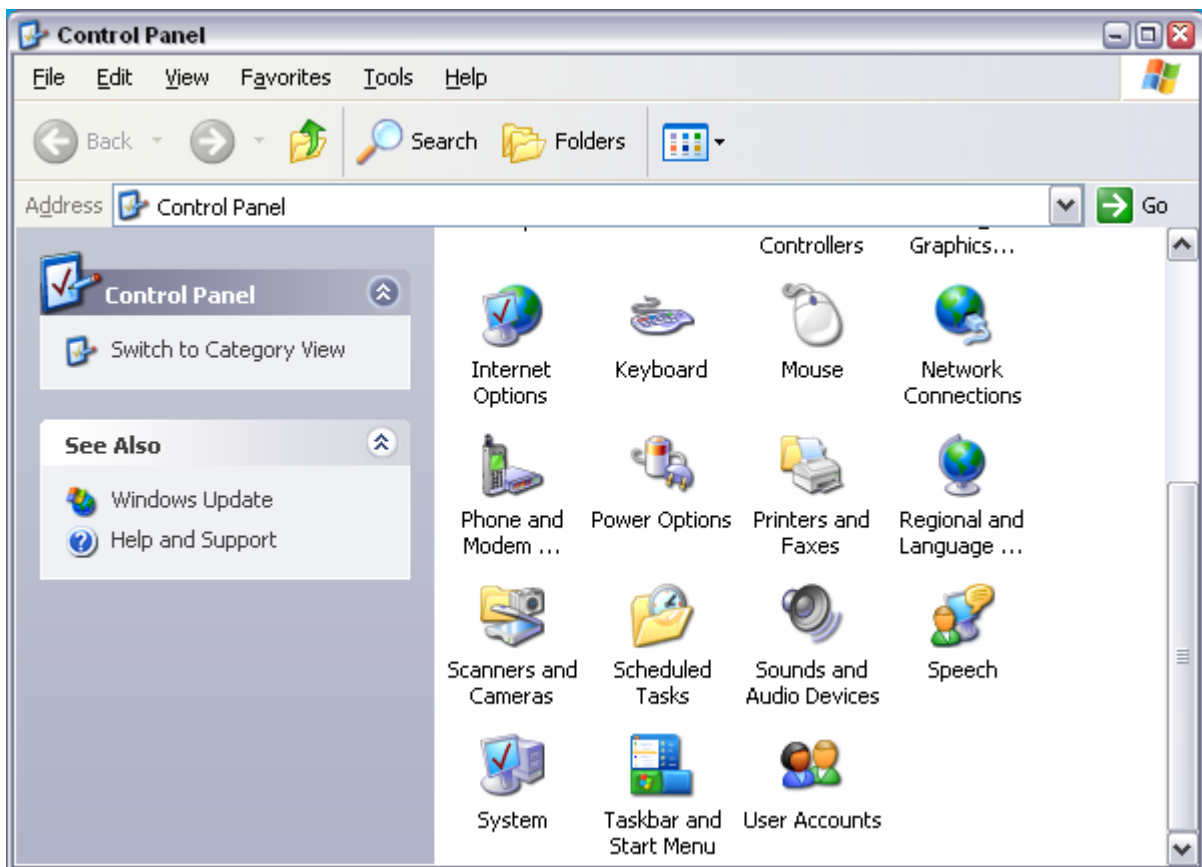 Control Panel
File Edit View Favorites Tools Help
Back Search Folders
Address Control Panel Go
Controllers Graphics...
Control Panel
Switch to Category View
See Also
Windows Update
Help and Support
Internet Options
Keyboard
Mouse
Network Connections
Phone and Modem ...
Power Options
Printers and Faxes
Regional and Language ...
Scanners and Cameras
Scheduled Tasks
Sounds and Audio Devices
Speech
System
Taskbar and Start Menu
User Accounts